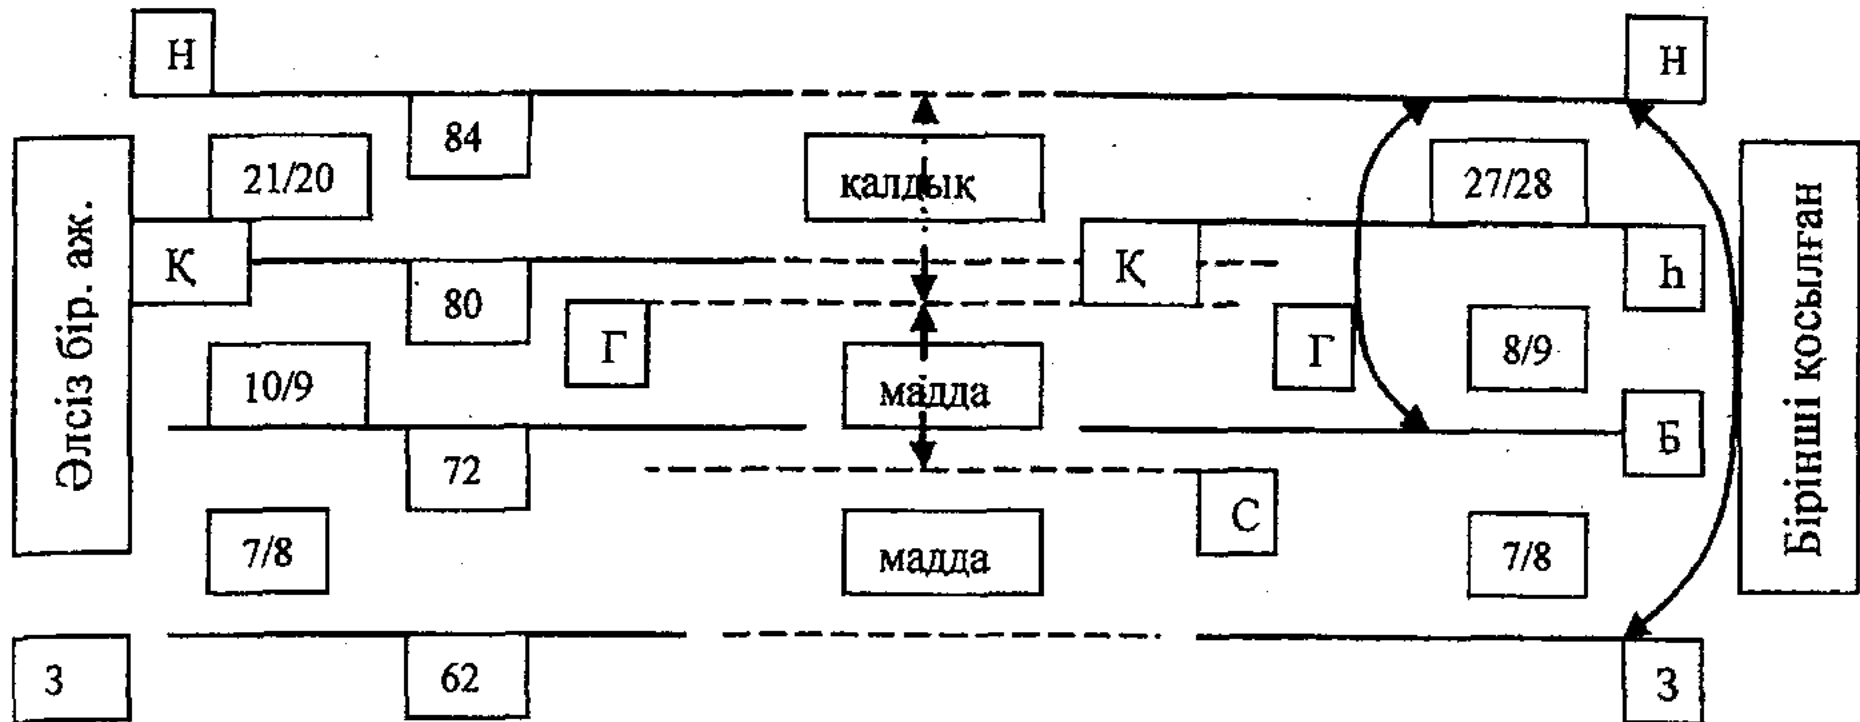 Н
Н
84
21/20
қалдық
27/28
Әлсіз бір. аж.
Бірінші қосылған
Қ
Қ
һ
80
Г
Г
10/9
мадда
8/9
Б
72
С
7/8
мадда
7/8
З
62
З